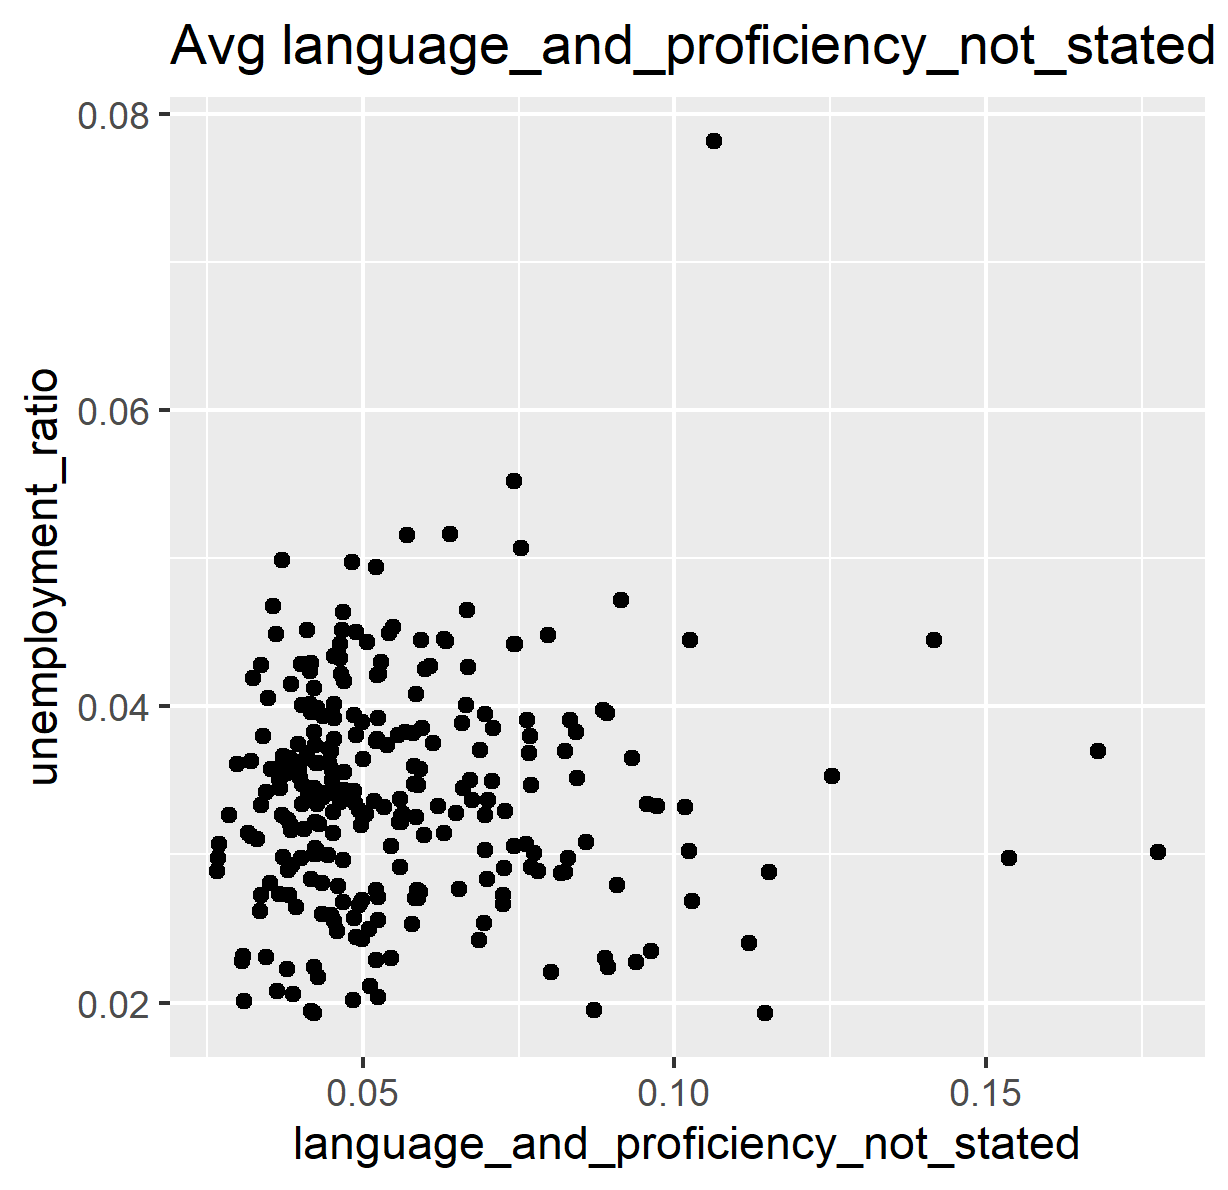 Avg language_and_proficiency_not_stated
0.08
0.06
0.04
0.02
unemployment_ratio
0.05 0.10 0.15
language_and_proficiency_not_stated